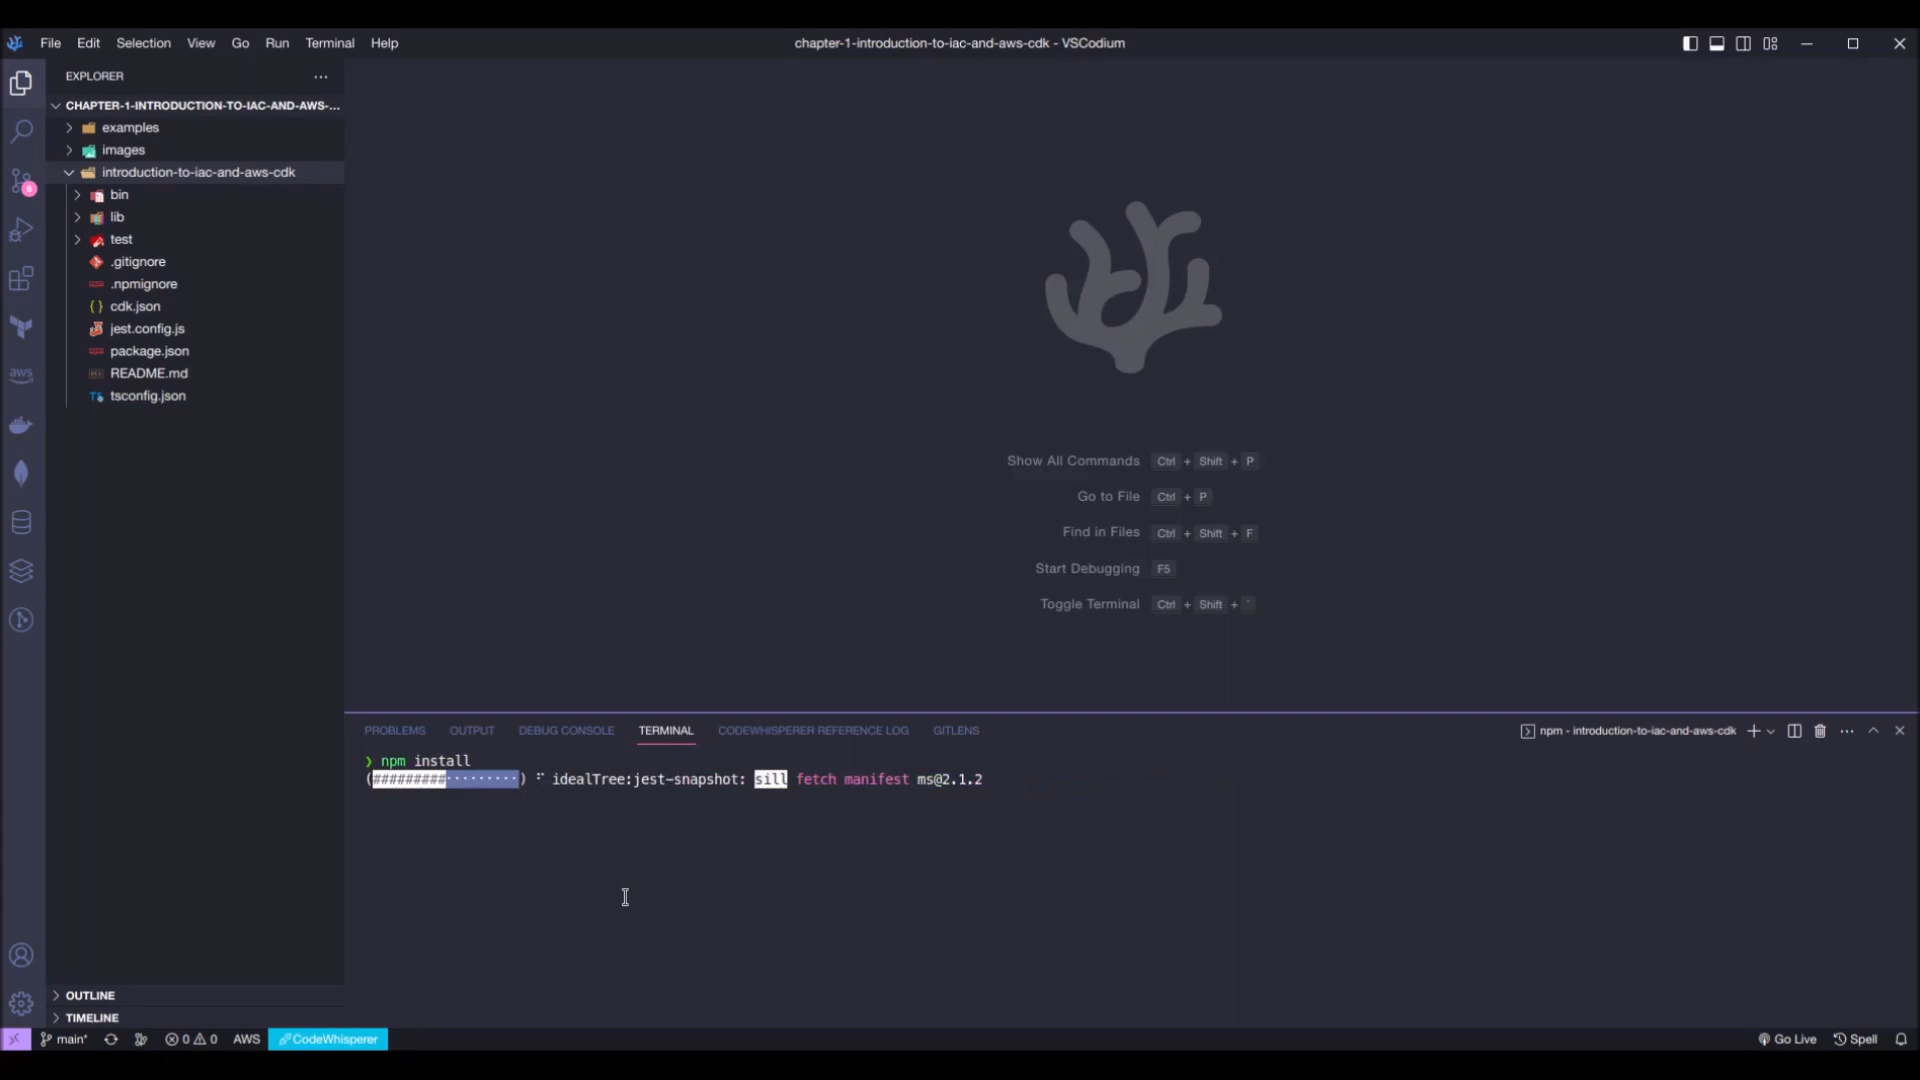 File Edit Selection View Go Run Terminal Help
chapter-1-introduction-to-iac-and-aws-cdk - VSCodium
EXPLORER
CHAPTER-1-INTRODUCTION-TO-IAC-AND-AWS-...
examples
images
introduction-to-iac-and-aws-cdk
bin
lib
test
.gitignore
.npmignore
cdk.json
jest.config.js
package.json
README.md
tsconfig.json
6
aws
Show All Commands Ctrl + Shift + P
Go to File Ctrl + P
Find in Files Ctrl + Shift + F
Start Debugging F5
Toggle Terminal Ctrl + Shift + `
PROBLEMS OUTPUT DEBUG CONSOLE TERMINAL CODEWHISPERER REFERENCE LOG GITLENS
npm - introduction-to-iac-and-aws-cdk
❯ npm install
(#########·········) ⠋ idealTree:jest-snapshot: sill fetch manifest ms@2.1.2
OUTLINE
TIMELINE
main* 0 0 AWS CodeWhisperer
Go Live Spell